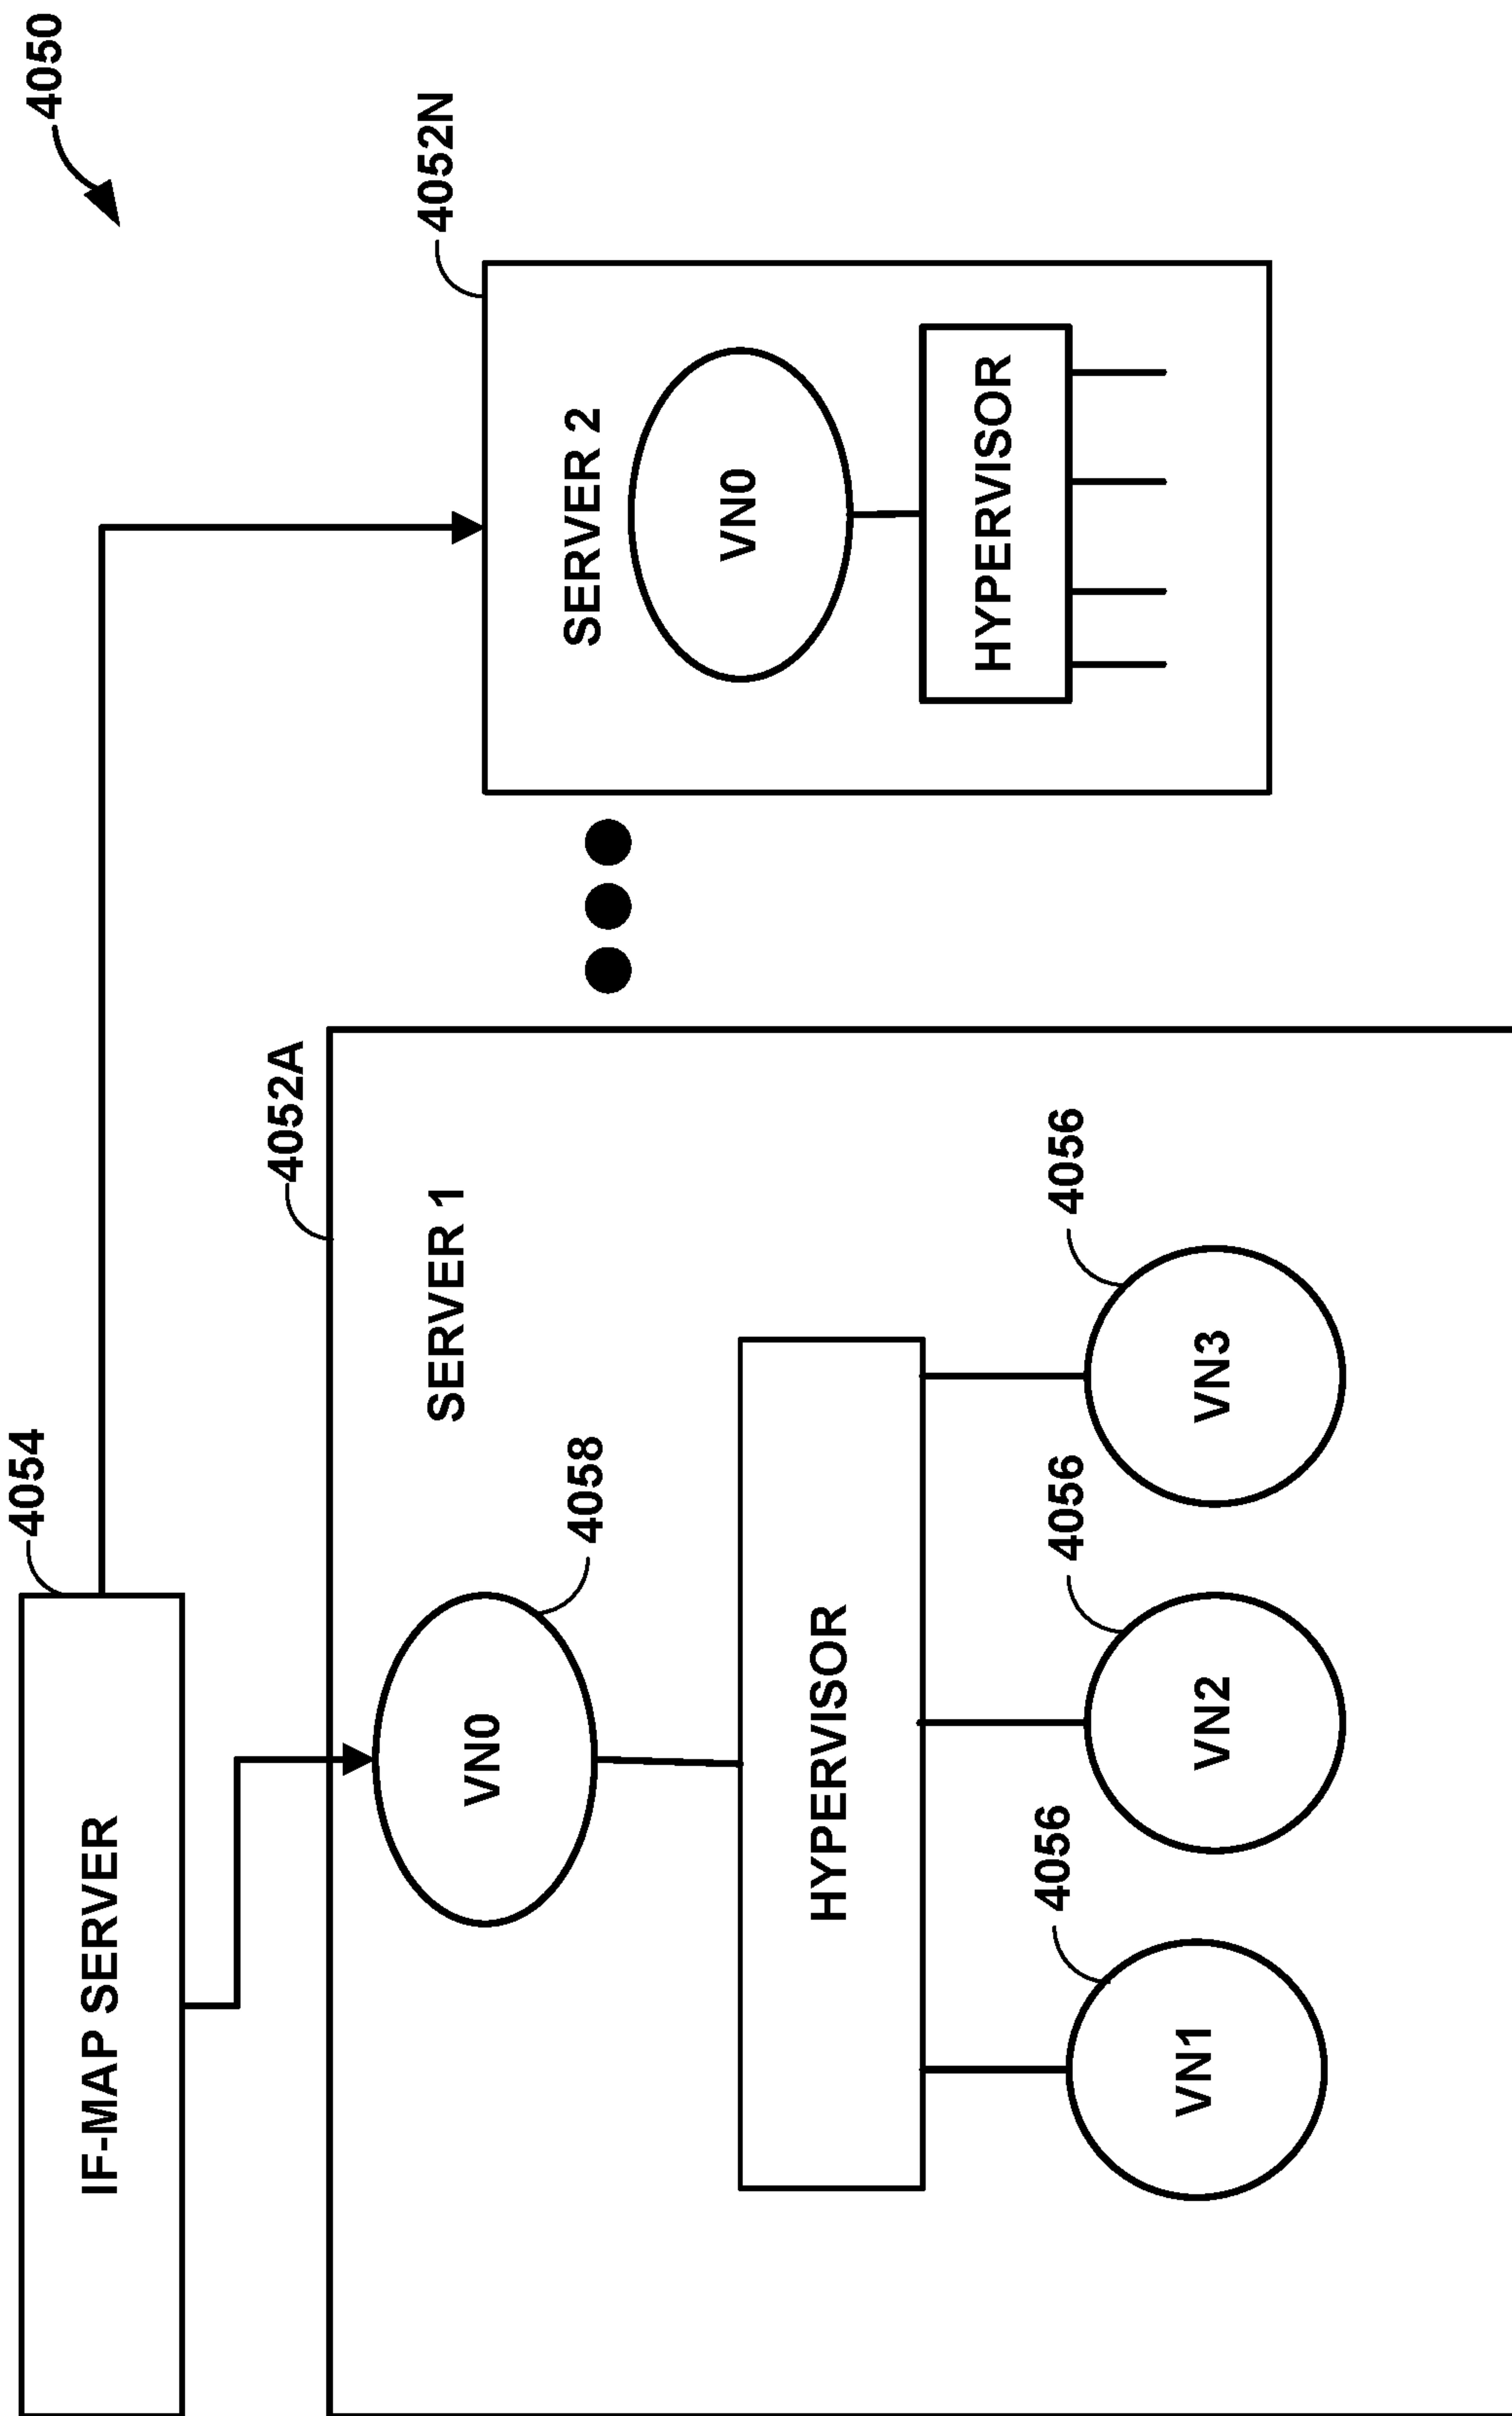 4050
4054
IF-MAP SERVER
4052A
SERVER 1
4058
VN0
HYPERVISOR
4056
VN1
4056
VN2
4056
VN3
4052N
SERVER 2
VN0
HYPERVISOR